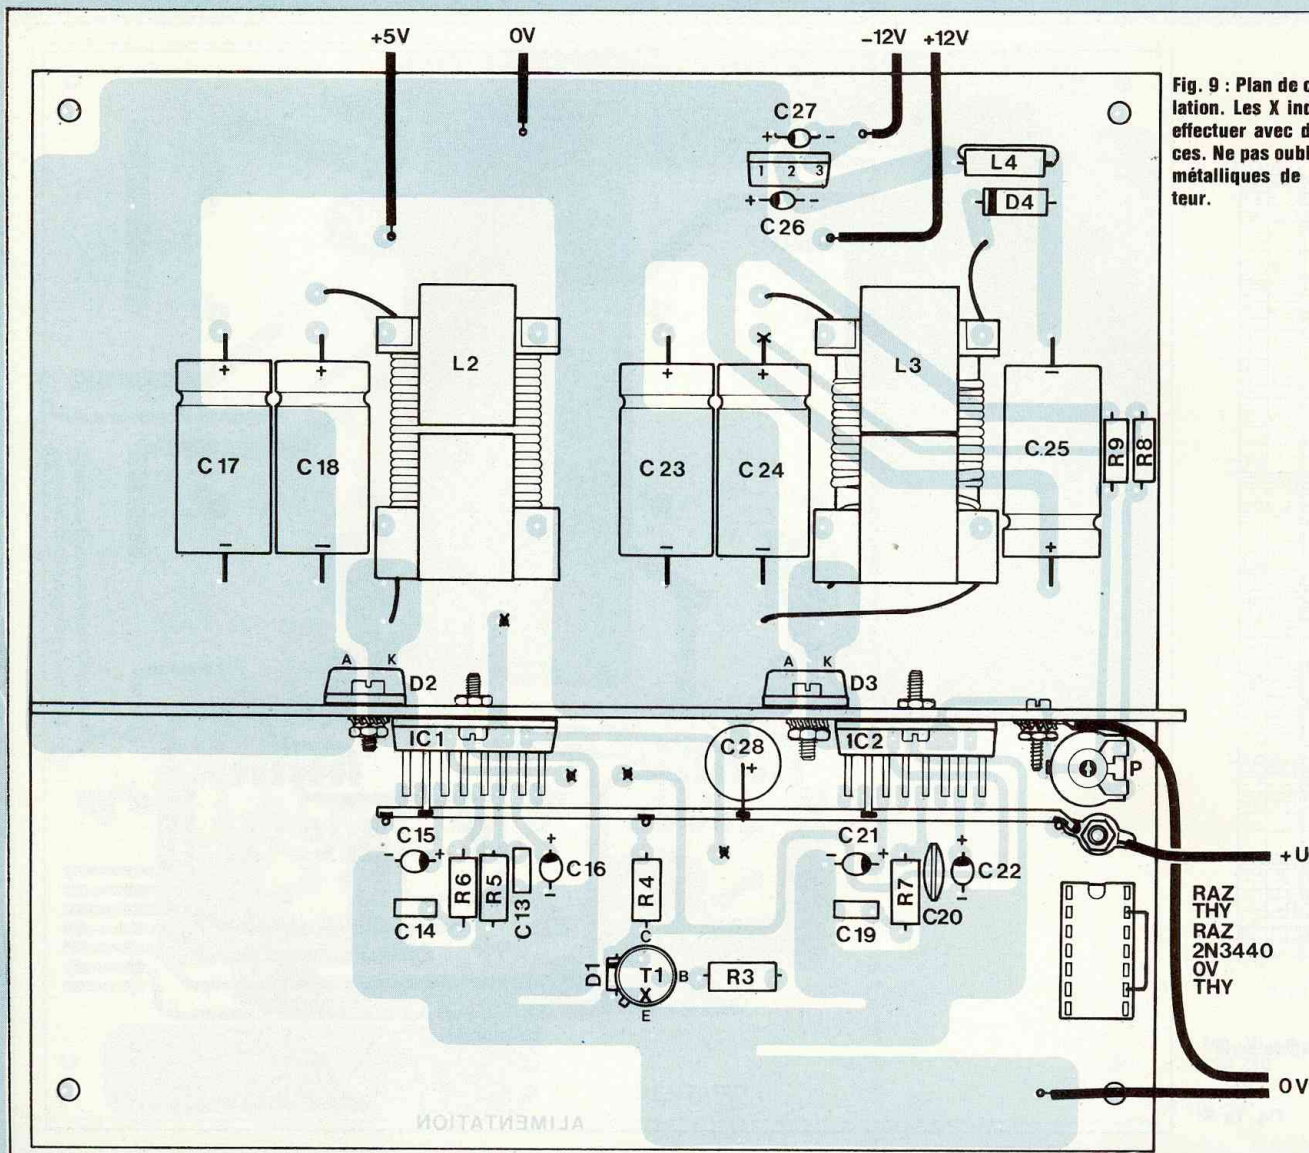 +5V 0V -12V +12V
Fig. 9 : Plan de
lation. Les X
effectuer avec
ces. Ne pas
métalliques de
teur.
C27
+ -
1 2 3
+ -
C26
L4
D4
L2
L3
+ + + + -
C17 C18 C23 C24 C25 R9 R8
- - - - +
A K
D2
A K
D3
IC1
C28
+
IC2
P
C15
- +
R6 R5 C13
+
C16
-
C14
R4
C21
- +
R7
C20
+
C22
-
C19
+U
RAZ
THY
RAZ
2N3440
0V
THY
C
D1 T1 B
X
E
R3
0V
ALIMENTATION